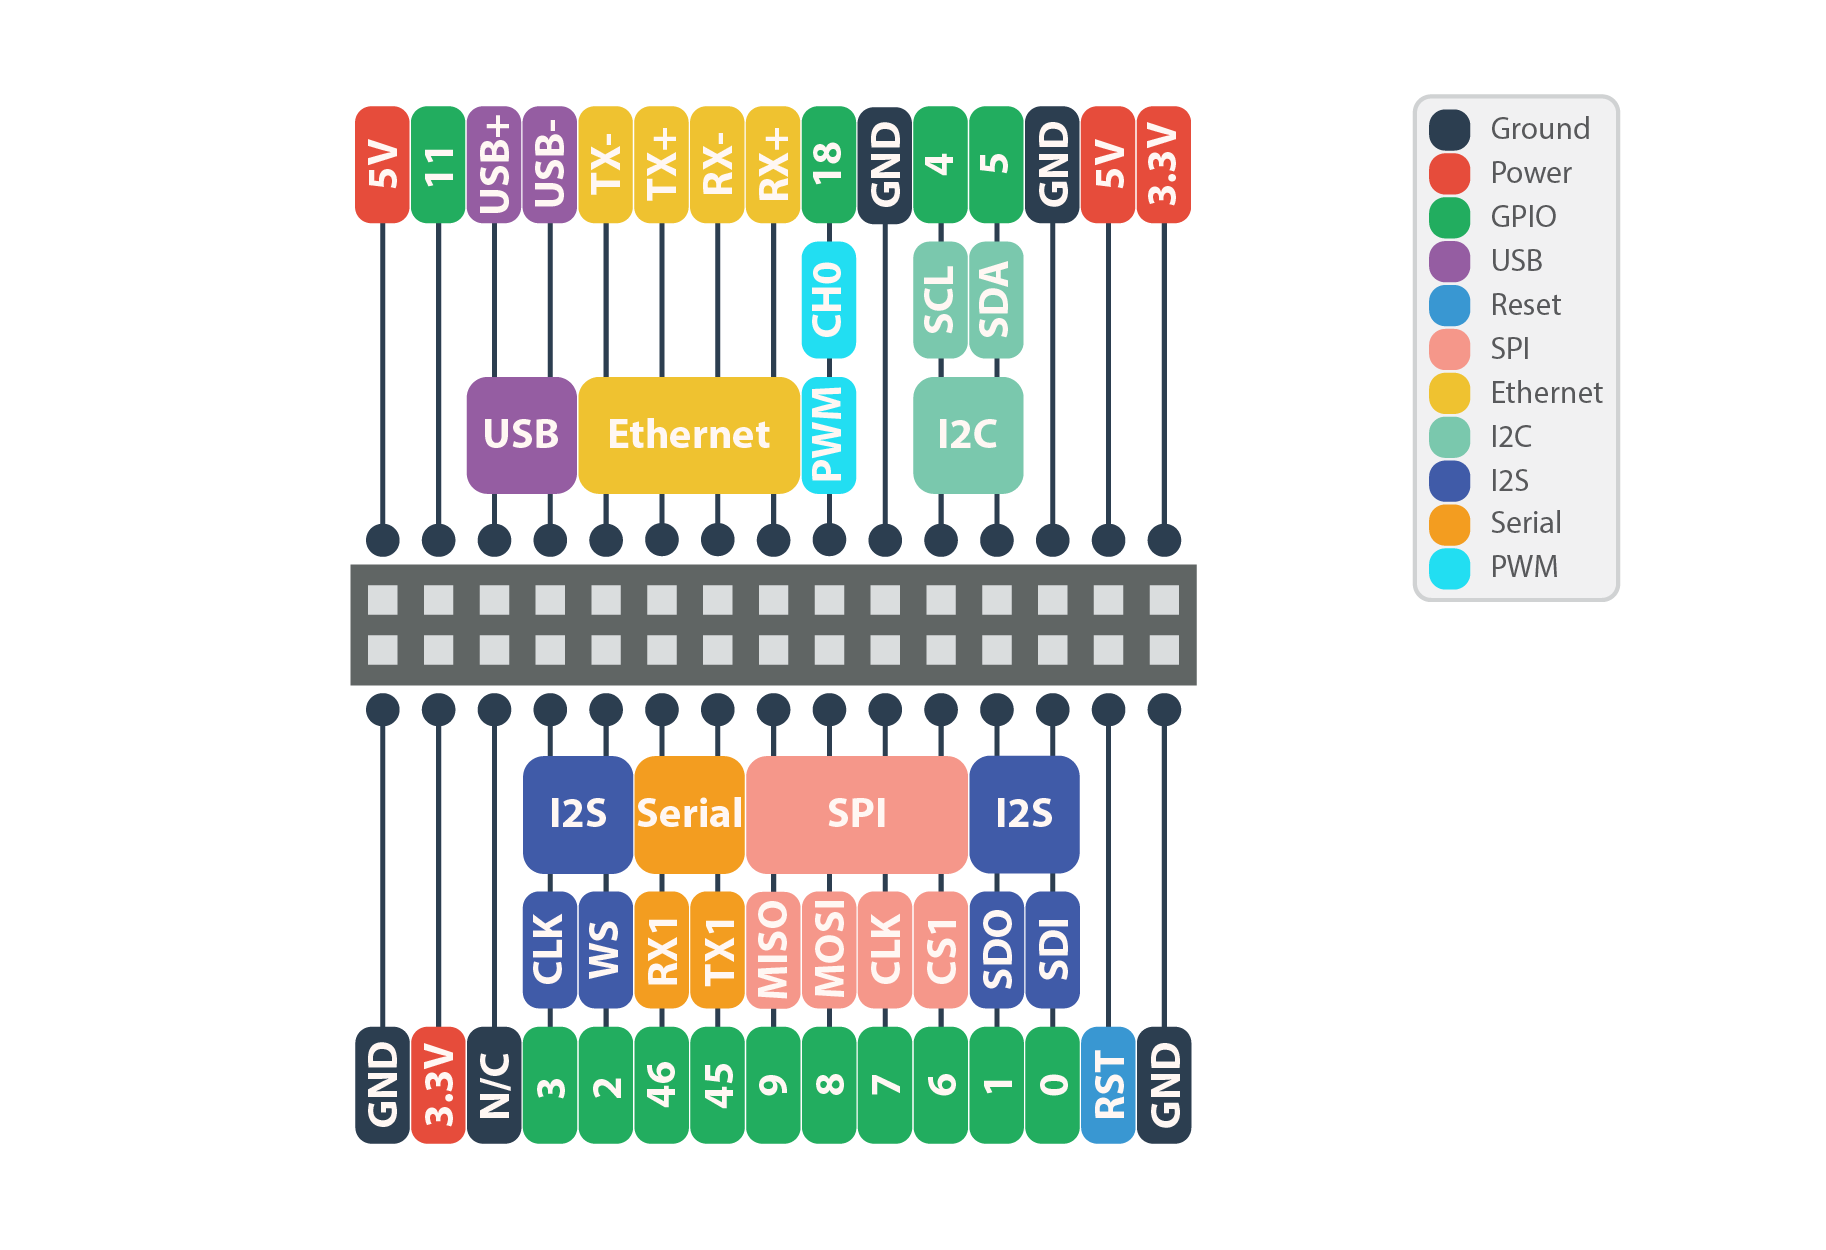 5V 11 USB+ USB- TX- TX+ RX- RX+ 18 GND 4 5 GND 5V 3.3V
CH0 SCL SDA
USB Ethernet PWM I2C
I2S Serial SPI I2S
CLK WS RX1 TX1 MISO MOSI CLK CS1 SDO SDI
GND 3.3V N/C 3 2 46 45 9 8 7 6 1 0 RST GND
Ground
Power
GPIO
USB
Reset
SPI
Ethernet
I2C
I2S
Serial
PWM